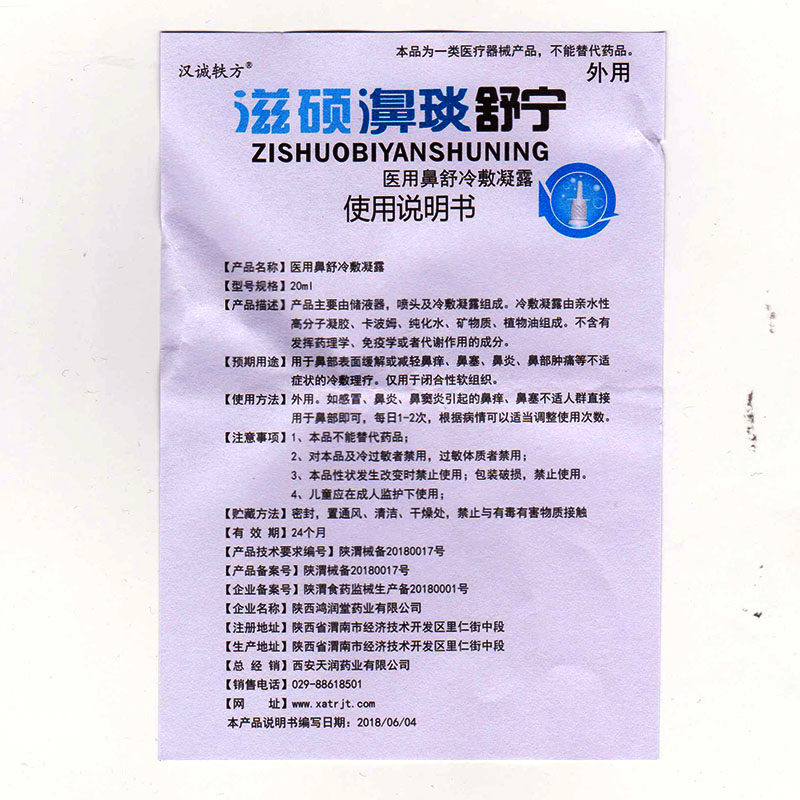 本品为一类医疗器械产品，不能替代药品。
汉诚轶方®
外用
滋硕濞琰舒宁
ZISHUOBIYANSHUNING
医用鼻舒冷敷凝露
使用说明书
【产品名称】医用鼻舒冷敷凝露
【型号规格】20ml
【产品描述】产品主要由储液器，喷头及冷敷凝露组成。冷敷凝露由亲水性
高分子凝胶、卡波姆、纯化水、矿物质、植物油组成。不含有
发挥药理学、免疫学或者代谢作用的成分。
【预期用途】用于鼻部表面缓解或减轻鼻痒、鼻塞、鼻炎、鼻部肿痛等不适
症状的冷敷理疗。仅用于闭合性软组织。
【使用方法】外用。如感冒、鼻炎、鼻窦炎引起的鼻痒、鼻塞不适人群直接
用于鼻部即可，每日1-2次，根据病情可以适当调整使用次数。
【注意事项】1、本品不能替代药品；
2、对本品及冷过敏者禁用，过敏体质者禁用；
3、本品性状发生改变时禁止使用；包装破损，禁止使用。
4、儿童应在成人监护下使用；
【贮藏方法】密封，置通风、清洁、干燥处，禁止与有毒有害物质接触
【有 效 期】24个月
【产品技术要求编号】陕渭械备20180017号
【产品备案号】陕渭械备20180017号
【企业备案号】陕渭食药监械生产备20180001号
【企业名称】陕西鸿润堂药业有限公司
【注册地址】陕西省渭南市经济技术开发区里仁街中段
【生产地址】陕西省渭南市经济技术开发区里仁街中段
【总 经 销】西安天润药业有限公司
【销售电话】029-88618501
【网 址】www.xatrjt.com
本产品说明书编写日期：2018/06/04